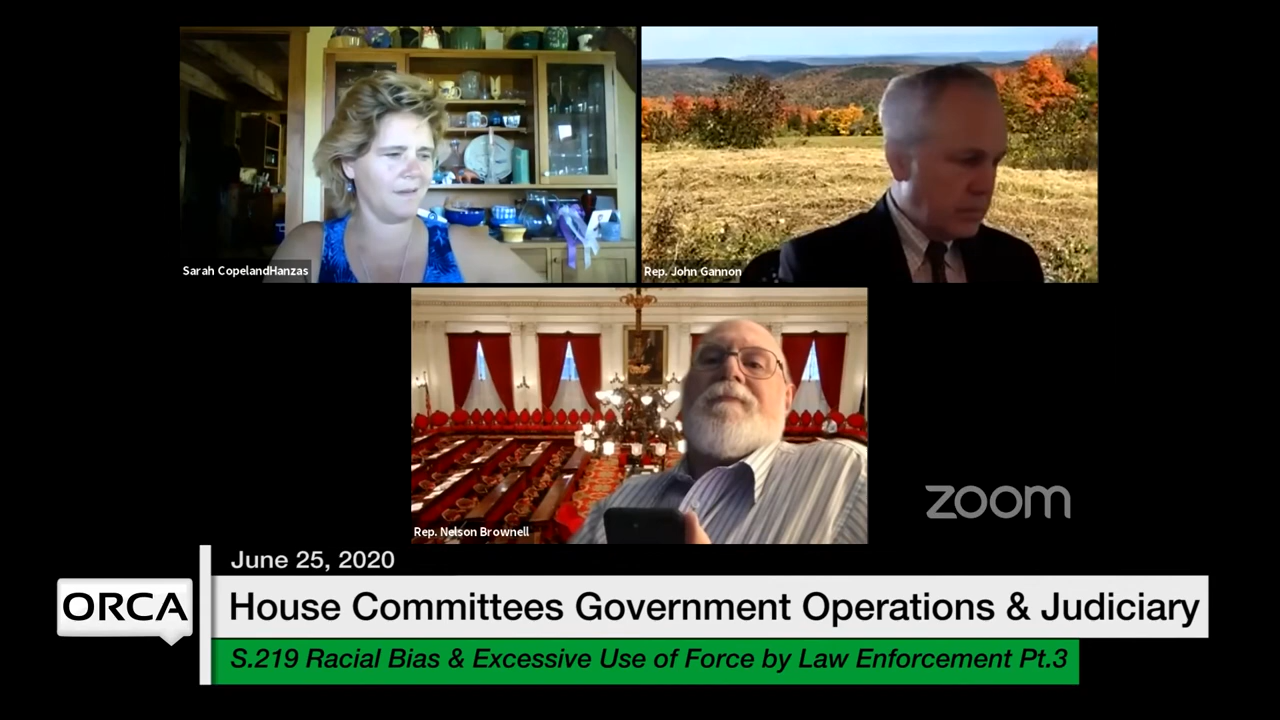 Sarah CopelandHanzas
Rep. John Gannon
Rep. Nelson Brownell
zoom
June 25, 2020
ORCA
House Committees Government Operations & Judiciary
S.219 Racial Bias & Excessive Use of Force by Law Enforcement Pt.3